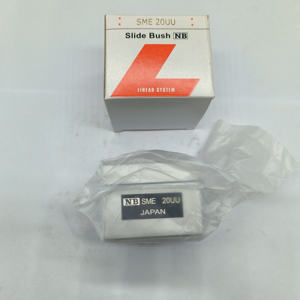 SME 20UU
Slide Bush NB
LINEAR SYSTEM
NB SME 20UU
JAPAN